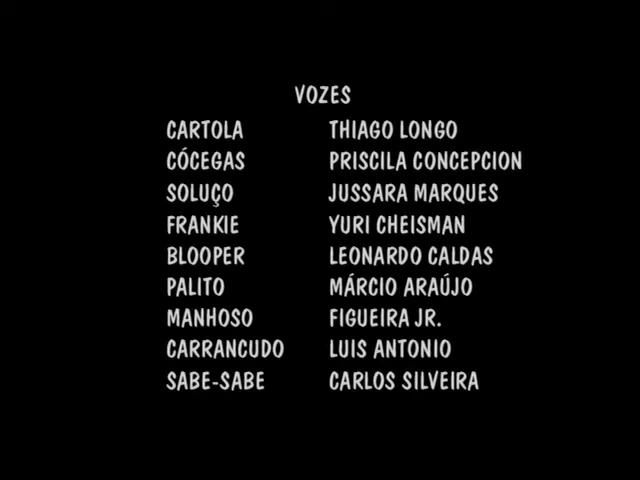 VOZES
CARTOLA THIAGO LONGO
CÓCEGAS PRISCILA CONCEPCION
SOLUÇO JUSSARA MARQUES
FRANKIE YURI CHEISMAN
BLOOPER LEONARDO CALDAS
PALITO MÁRCIO ARAÚJO
MANHOSO FIGUEIRA JR.
CARRANCUDO LUIS ANTONIO
SABE-SABE CARLOS SILVEIRA